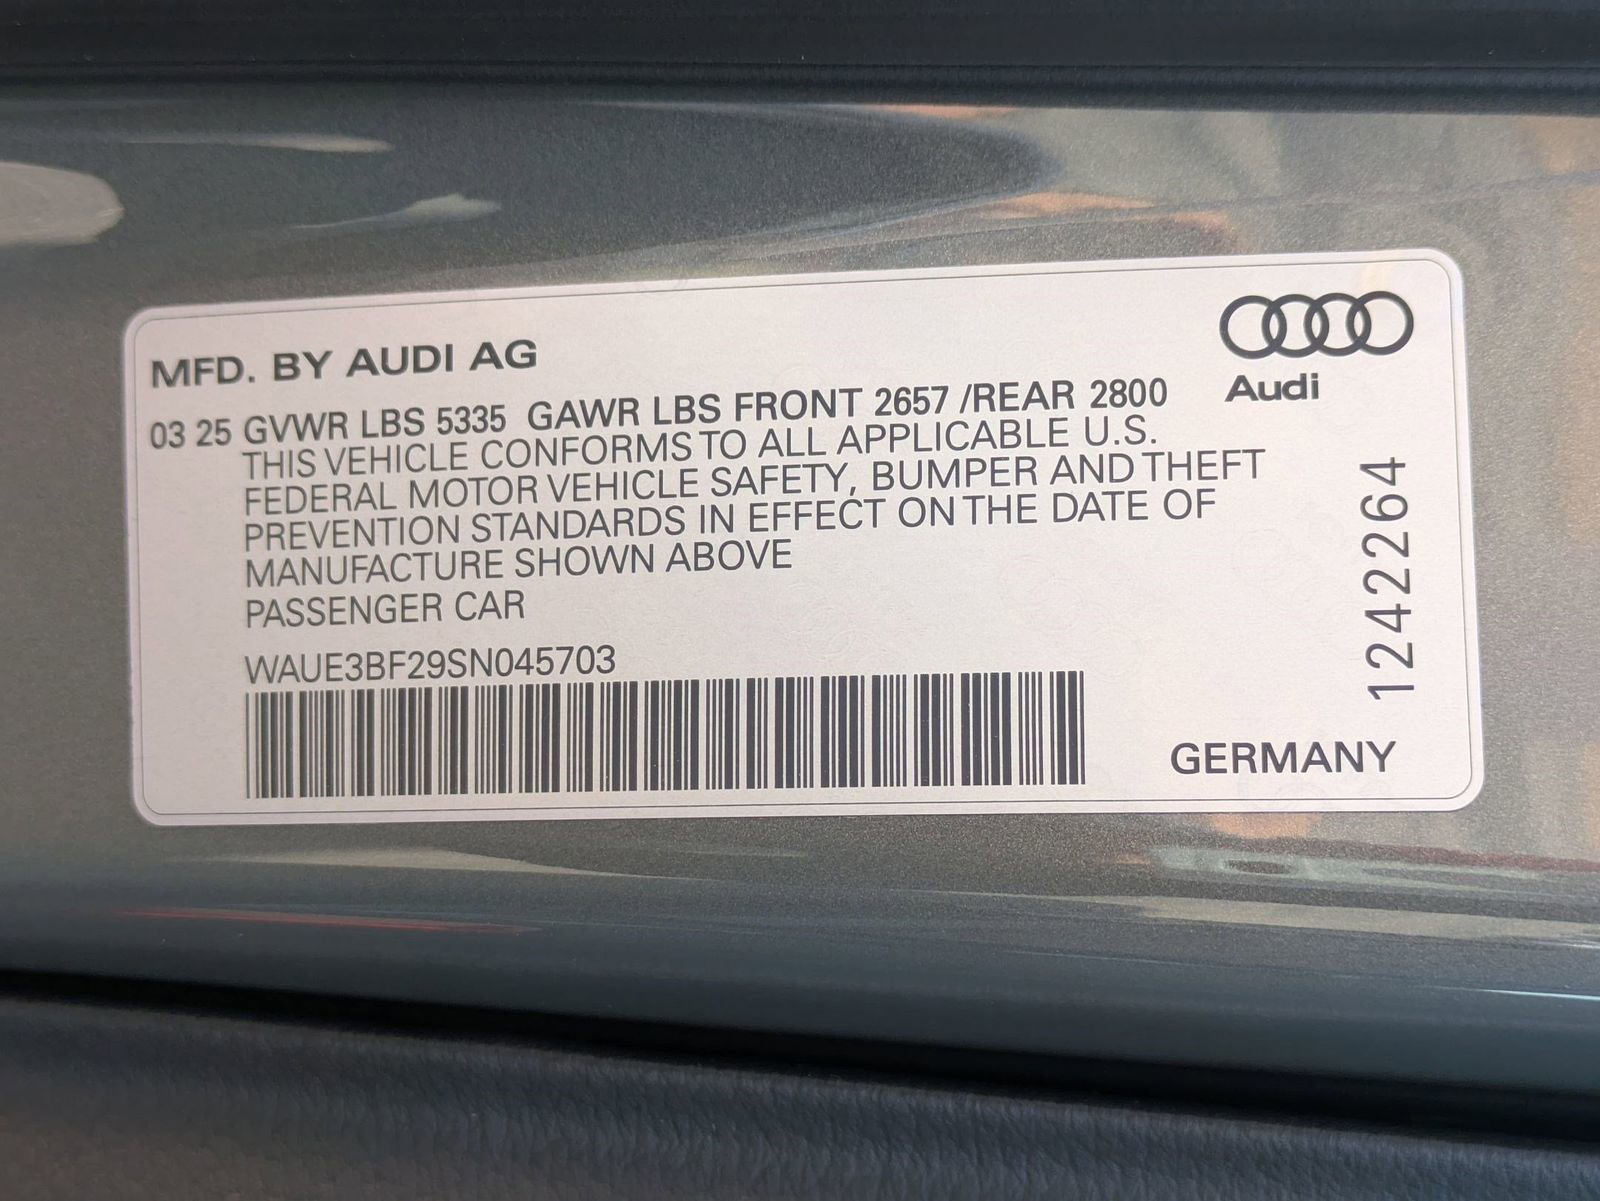 Audi
MFD. BY AUDI AG
03 25 GVWR LBS 5335 GAWR LBS FRONT 2657 /REAR 2800
THIS VEHICLE CONFORMS TO ALL APPLICABLE U.S.
FEDERAL MOTOR VEHICLE SAFETY, BUMPER AND THEFT
PREVENTION STANDARDS IN EFFECT ON THE DATE OF
MANUFACTURE SHOWN ABOVE
PASSENGER CAR
WAUE3BF29SN045703
1242264
GERMANY